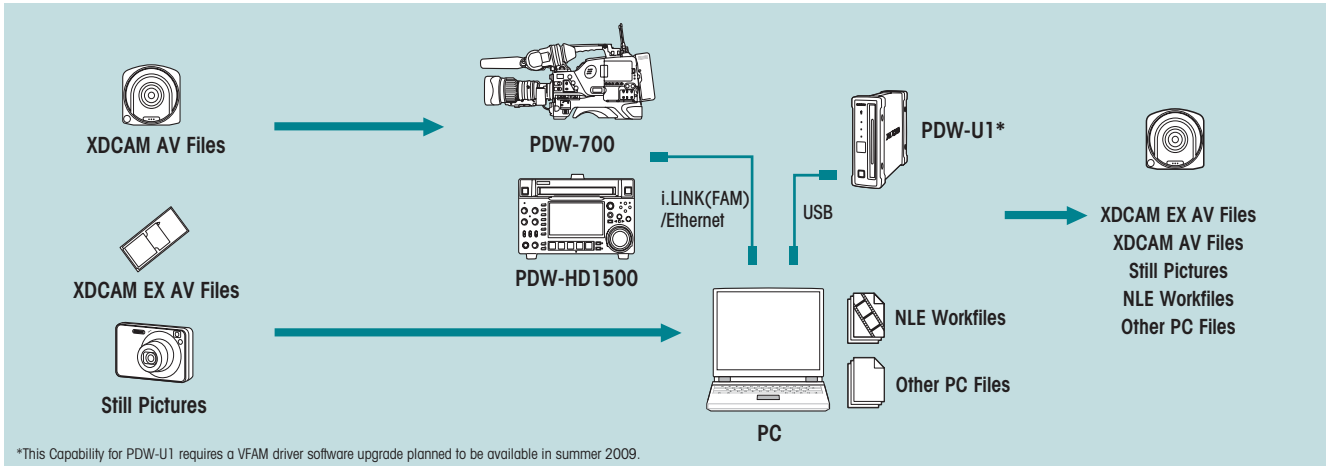 XDCAM AV Files
PDW-700
PDW-U1*
i.LINK(FAM)
/Ethernet
USB
PDW-HD1500
XDCAM EX AV Files
Still Pictures
NLE Workfiles
Other PC Files
PC
XDCAM EX AV Files
XDCAM AV Files
Still Pictures
NLE Workfiles
Other PC Files
*This Capability for PDW-U1 requires a VFAM driver software upgrade planned to be available in summer 2009.